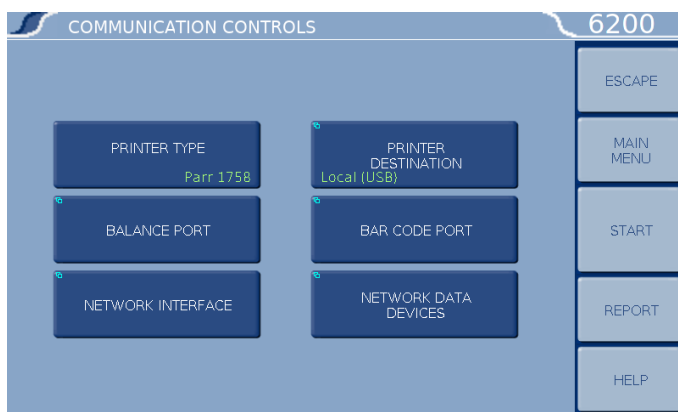 COMMUNICATION CONTROLS
6200
ESCAPE
PRINTER TYPE
Parr 1758
PRINTER
DESTINATION
Local (USB)
MAIN
MENU
BALANCE PORT
BAR CODE PORT
START
NETWORK INTERFACE
NETWORK DATA
DEVICES
REPORT
HELP